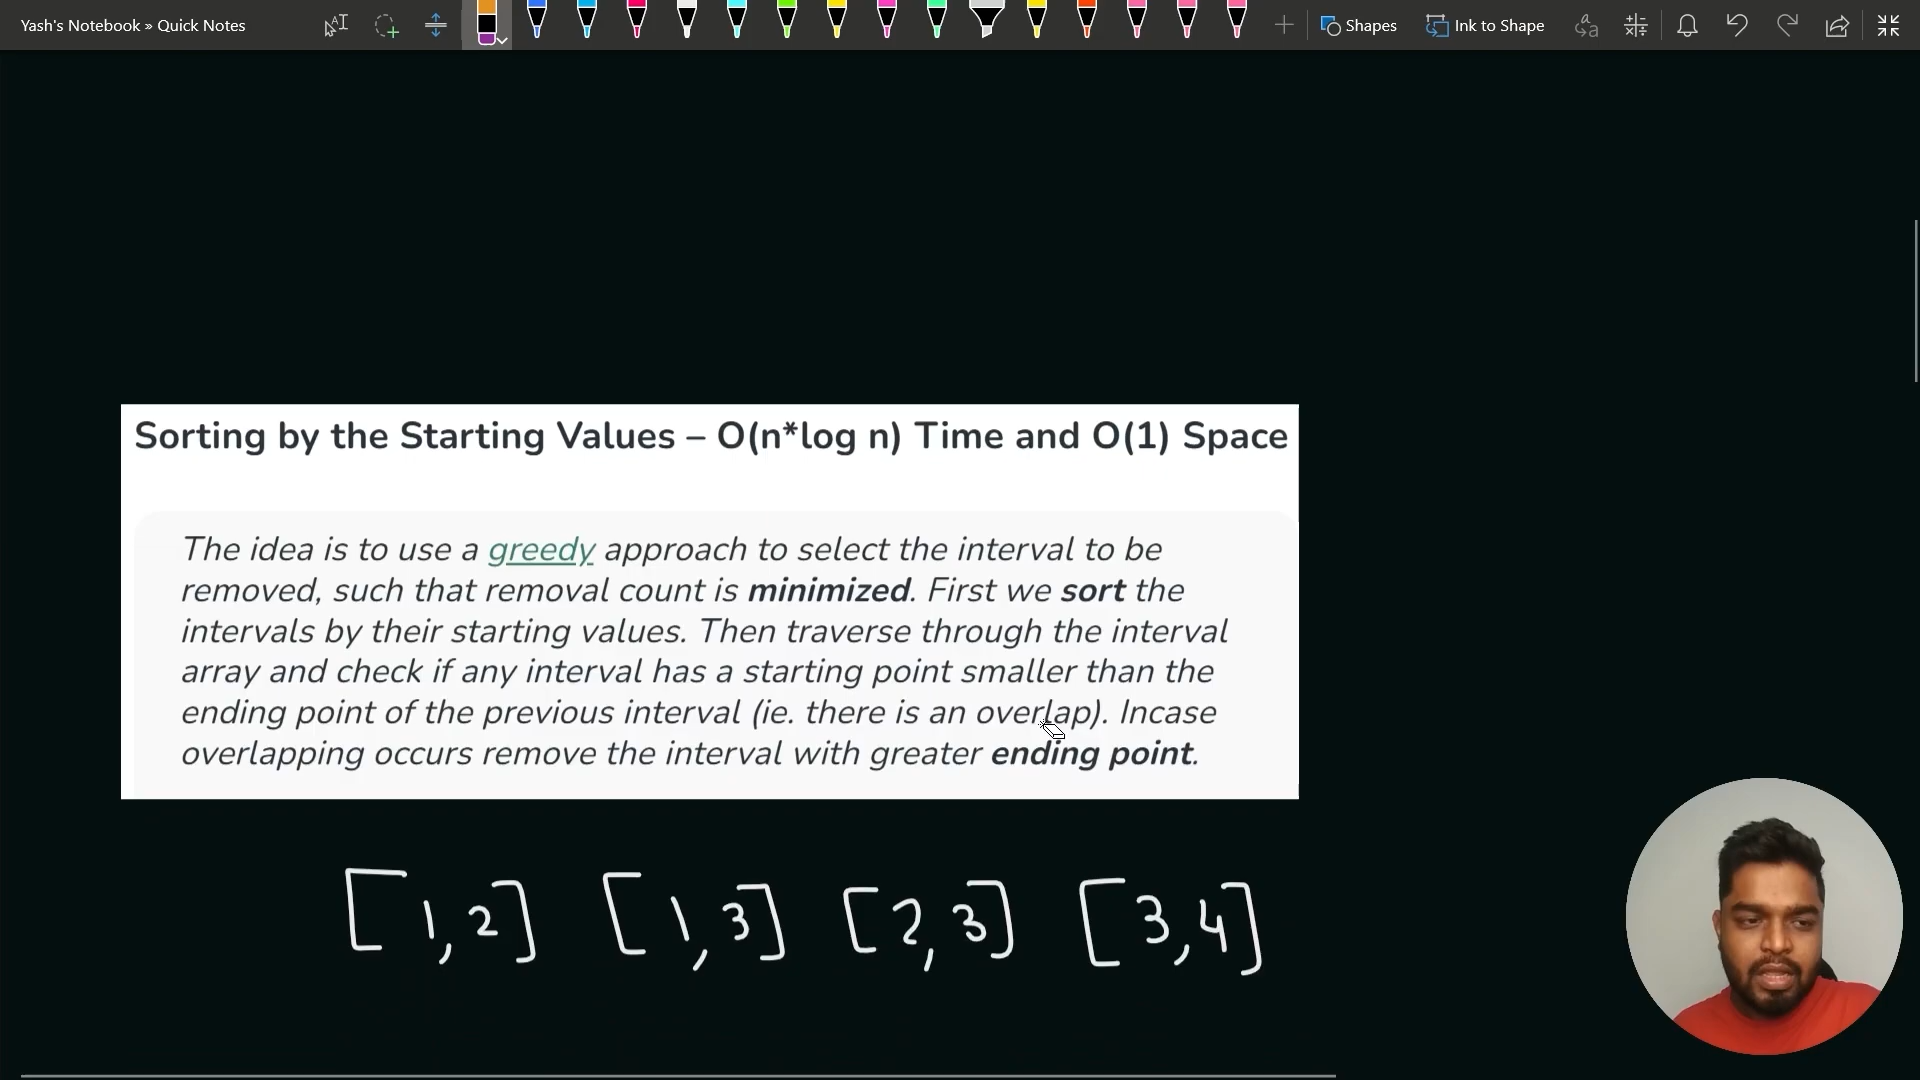 Yash's Notebook » Quick Notes
Shapes
Ink to Shape
Sorting by the Starting Values – O(n*log n) Time and O(1) Space
The idea is to use a greedy approach to select the interval to be
removed, such that removal count is minimized. First we sort the
intervals by their starting values. Then traverse through the interval
array and check if any interval has a starting point smaller than the
ending point of the previous interval (ie. there is an overlap). Incase
overlapping occurs remove the interval with greater ending point.
[1,2] [1,3] [2,3] [3,4]